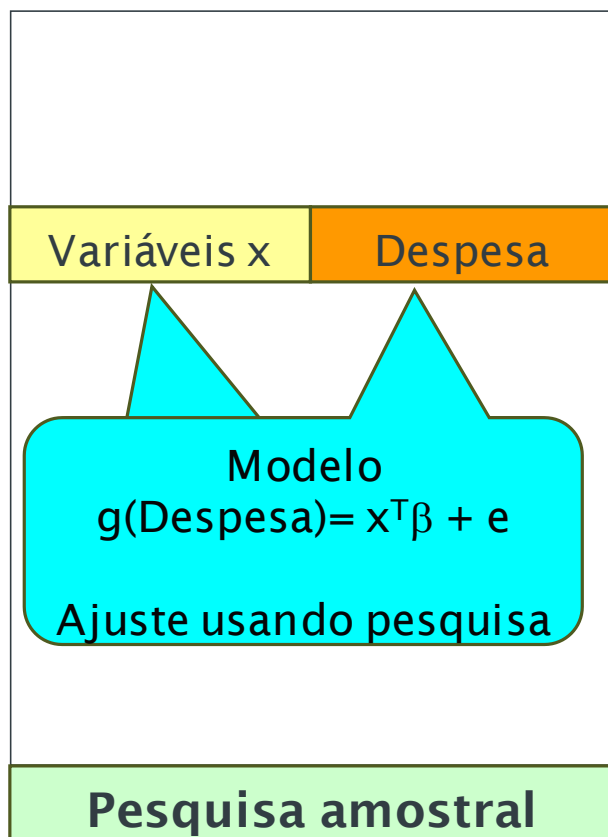 Variáveis x
Despesa
Modelo
g(Despesa)= xᵀβ + e
Ajuste usando pesquisa
Pesquisa amostral